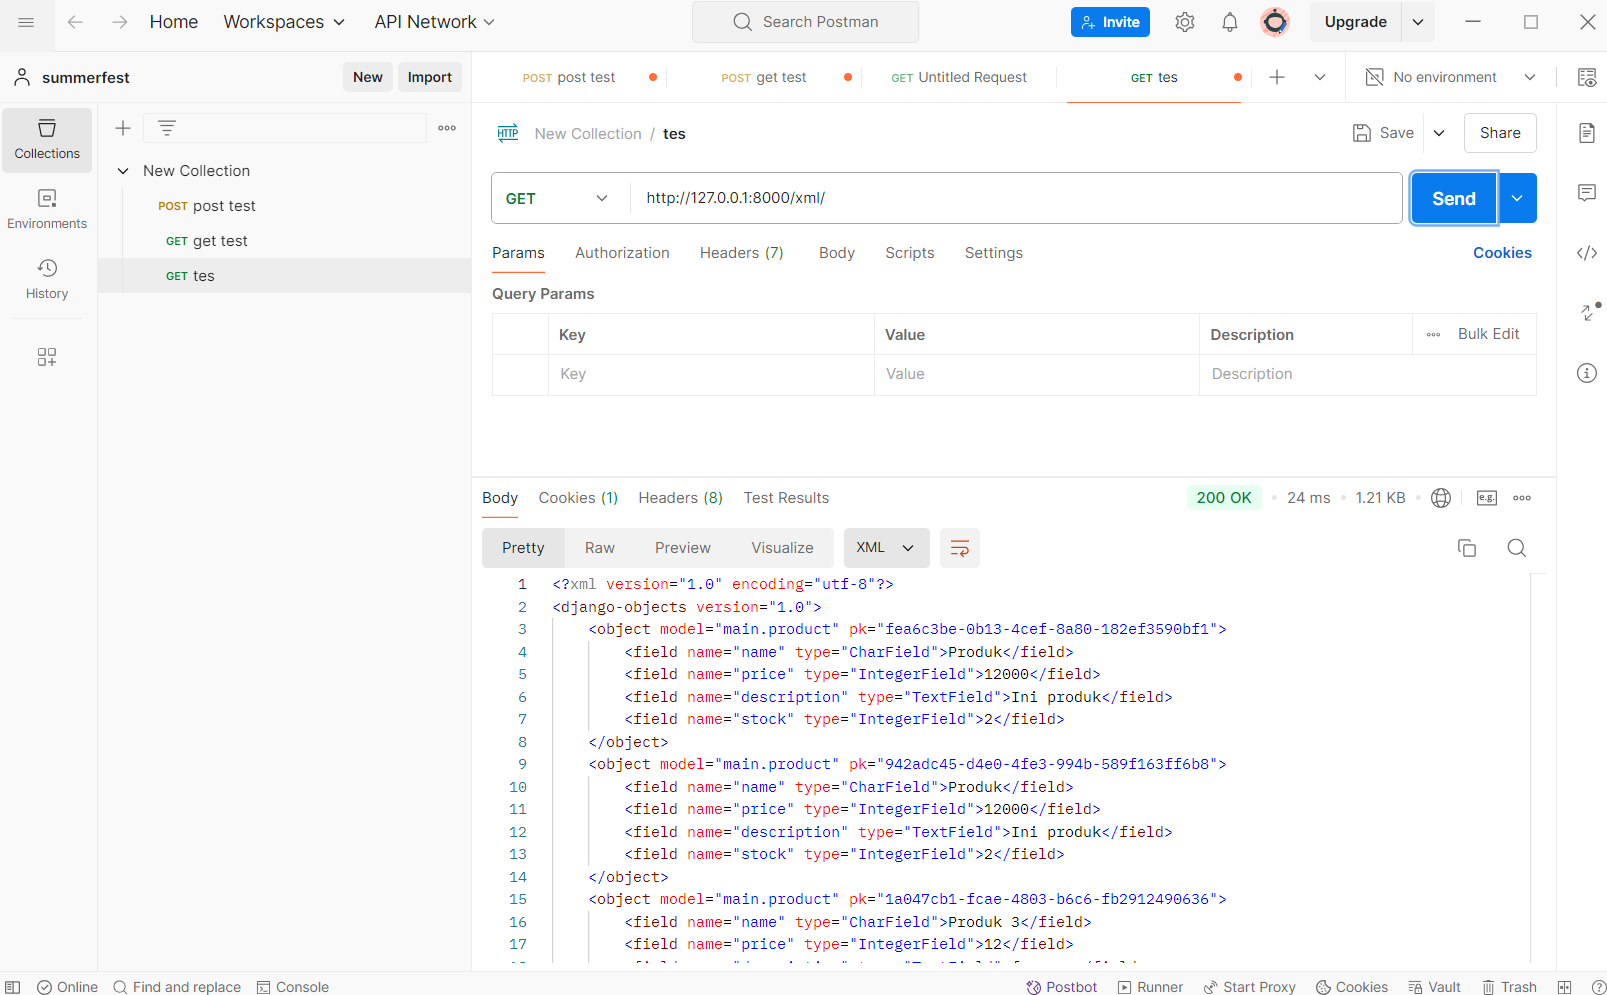 Home Workspaces API Network Search Postman Invite Upgrade
summerfest New Import
POST post test POST get test GET Untitled Request GET tes No environment
Collections
Environments
History
New Collection
POST post test
GET get test
GET tes
HTTP New Collection / tes Save Share
GET http://127.0.0.1:8000/xml/ Send
Params Authorization Headers (7) Body Scripts Settings Cookies
Query Params
Key Value Description Bulk Edit
Key Value Description
Body Cookies (1) Headers (8) Test Results 200 OK 24 ms 1.21 KB e.g.
Pretty Raw Preview Visualize XML
1 <?xml version="1.0" encoding="utf-8"?>
2 <django-objects version="1.0">
3 <object model="main.product" pk="fea6c3be-0b13-4cef-8a80-182ef3590bf1">
4 <field name="name" type="CharField">Produk</field>
5 <field name="price" type="IntegerField">12000</field>
6 <field name="description" type="TextField">Ini produk</field>
7 <field name="stock" type="IntegerField">2</field>
8 </object>
9 <object model="main.product" pk="942adc45-d4e0-4fe3-994b-589f163ff6b8">
10 <field name="name" type="CharField">Produk</field>
11 <field name="price" type="IntegerField">12000</field>
12 <field name="description" type="TextField">Ini produk</field>
13 <field name="stock" type="IntegerField">2</field>
14 </object>
15 <object model="main.product" pk="1a047cb1-fcae-4803-b6c6-fb2912490636">
16 <field name="name" type="CharField">Produk 3</field>
17 <field name="price" type="IntegerField">12</field>
Online Find and replace Console Postbot Runner Start Proxy Cookies Vault Trash